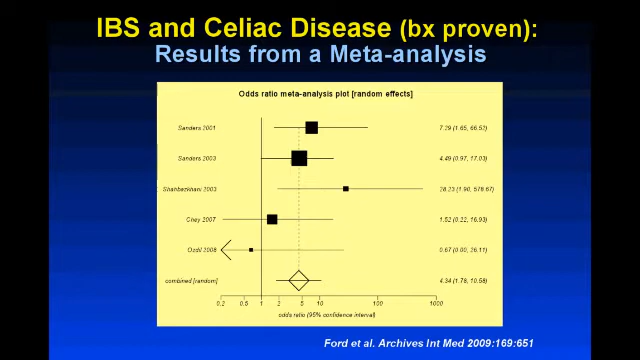 IBS and Celiac Disease (bx proven):
Results from a Meta-analysis
Odds ratio meta-analysis plot [random effects]
Sanders 2001 7.29 (1.65, 66.52)
Sanders 2003 4.49 (0.97, 17.03)
Shahbazkhani 2003 28.23 (1.90, 578.67)
Chey 2007 1.52 (0.22, 16.93)
Ozdil 2008 0.67 (0.00, 26.11)
combined [random] 4.34 (1.78, 10.58)
0.2 0.5 1 2 5 10 100 1000
odds ratio (95% confidence interval)
Ford et al. Archives Int Med 2009:169:651